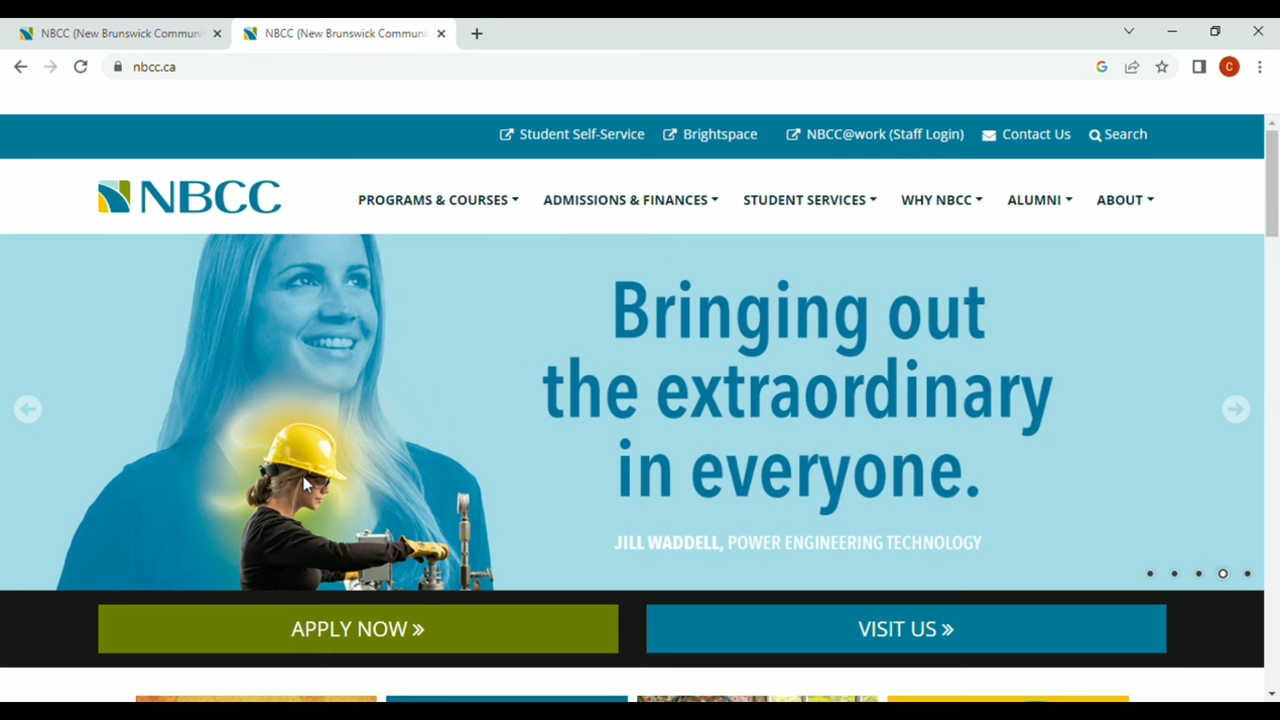 NBCC (New Brunswick Communi
NBCC (New Brunswick Communi
nbcc.ca
C
Student Self-Service
Brightspace
NBCC@work (Staff Login)
Contact Us
Search
NBCC
PROGRAMS & COURSES
ADMISSIONS & FINANCES
STUDENT SERVICES
WHY NBCC
ALUMNI
ABOUT
Bringing out
the extraordinary
in everyone.
JILL WADDELL, POWER ENGINEERING TECHNOLOGY
APPLY NOW »
VISIT US »